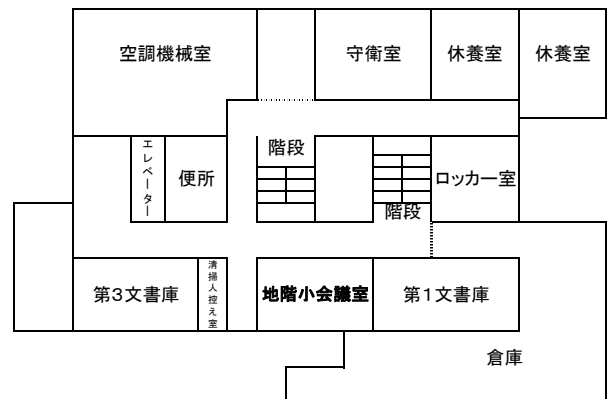 空調機械室
守衛室
休養室
休養室
エレベーター
便所
階段
階段
ロッカー室
第3文書庫
清掃人控え室
地階小会議室
第1文書庫
倉庫